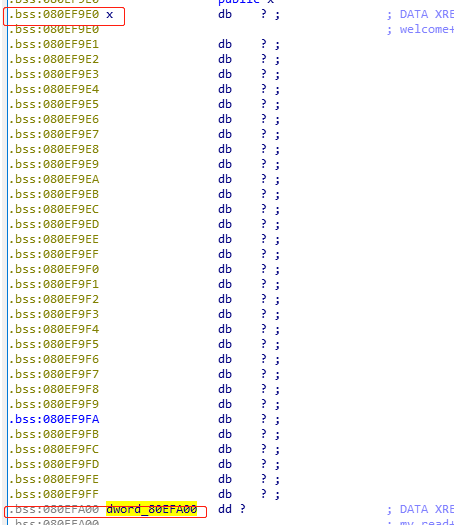 public x
.bss:080EF9E0 x db ? ; ; DATA XRE
.bss:080EF9E0 ; welcome+
.bss:080EF9E1 db ? ;
.bss:080EF9E2 db ? ;
.bss:080EF9E3 db ? ;
.bss:080EF9E4 db ? ;
.bss:080EF9E5 db ? ;
.bss:080EF9E6 db ? ;
.bss:080EF9E7 db ? ;
.bss:080EF9E8 db ? ;
.bss:080EF9E9 db ? ;
.bss:080EF9EA db ? ;
.bss:080EF9EB db ? ;
.bss:080EF9EC db ? ;
.bss:080EF9ED db ? ;
.bss:080EF9EE db ? ;
.bss:080EF9EF db ? ;
.bss:080EF9F0 db ? ;
.bss:080EF9F1 db ? ;
.bss:080EF9F2 db ? ;
.bss:080EF9F3 db ? ;
.bss:080EF9F4 db ? ;
.bss:080EF9F5 db ? ;
.bss:080EF9F6 db ? ;
.bss:080EF9F7 db ? ;
.bss:080EF9F8 db ? ;
.bss:080EF9F9 db ? ;
.bss:080EF9FA db ? ;
.bss:080EF9FB db ? ;
.bss:080EF9FC db ? ;
.bss:080EF9FD db ? ;
.bss:080EF9FE db ? ;
.bss:080EF9FF db ? ;
.bss:080EFA00 dword_80EFA00 dd ? ; DATA XRE
.bss:080EFA00 ; my_read+